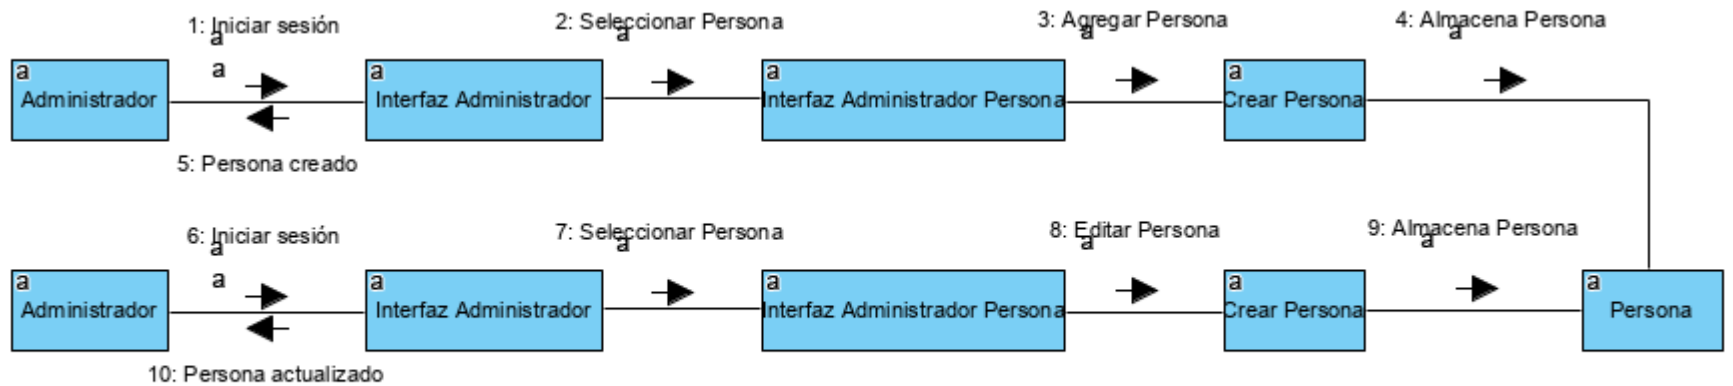 1: Iniciar sesión
2: Seleccionar Persona
3: Agregar Persona
4: Almacena Persona
a
a
a
a
a
a
a
a
a
Administrador
Interfaz Administrador
Interfaz Administrador Persona
Crear Persona
5: Persona creado
6: Iniciar sesión
7: Seleccionar Persona
8: Editar Persona
9: Almacena Persona
a
a
a
a
a
a
a
a
a
a
Administrador
Interfaz Administrador
Interfaz Administrador Persona
Crear Persona
Persona
10: Persona actualizado